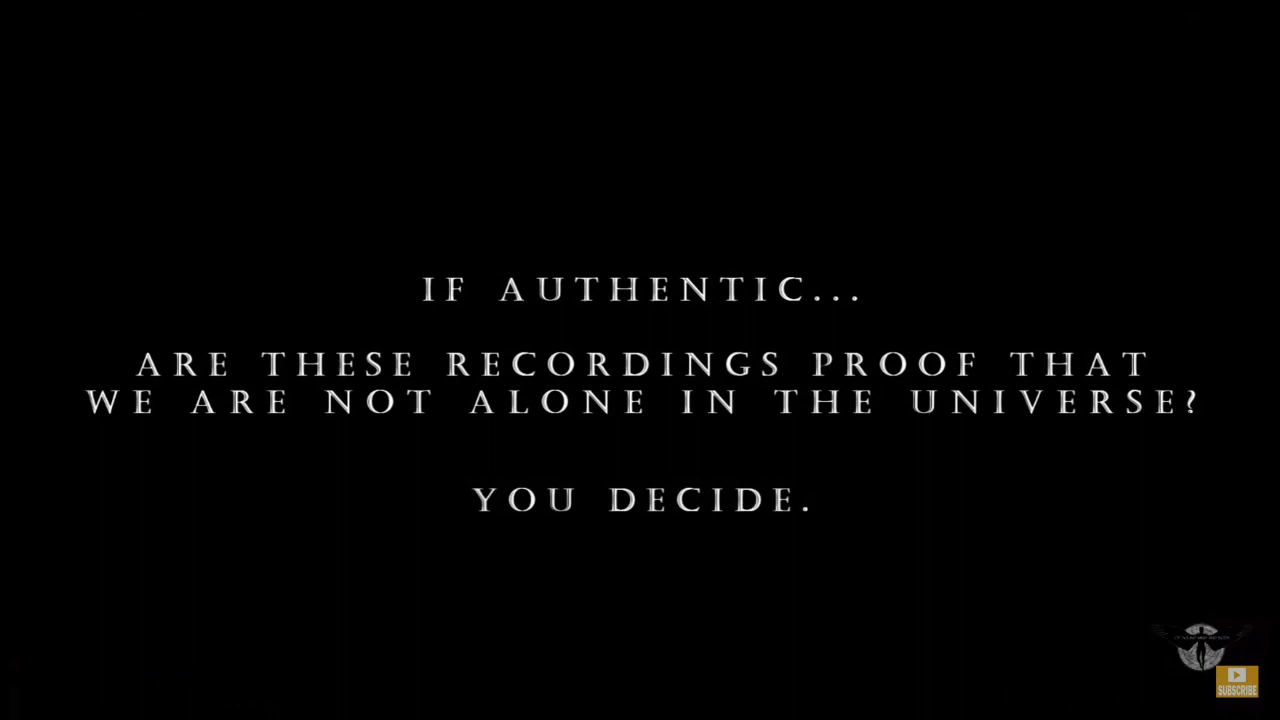 IF AUTHENTIC...
ARE THESE RECORDINGS PROOF THAT
WE ARE NOT ALONE IN THE UNIVERSE?
YOU DECIDE.
SUBSCRIBE